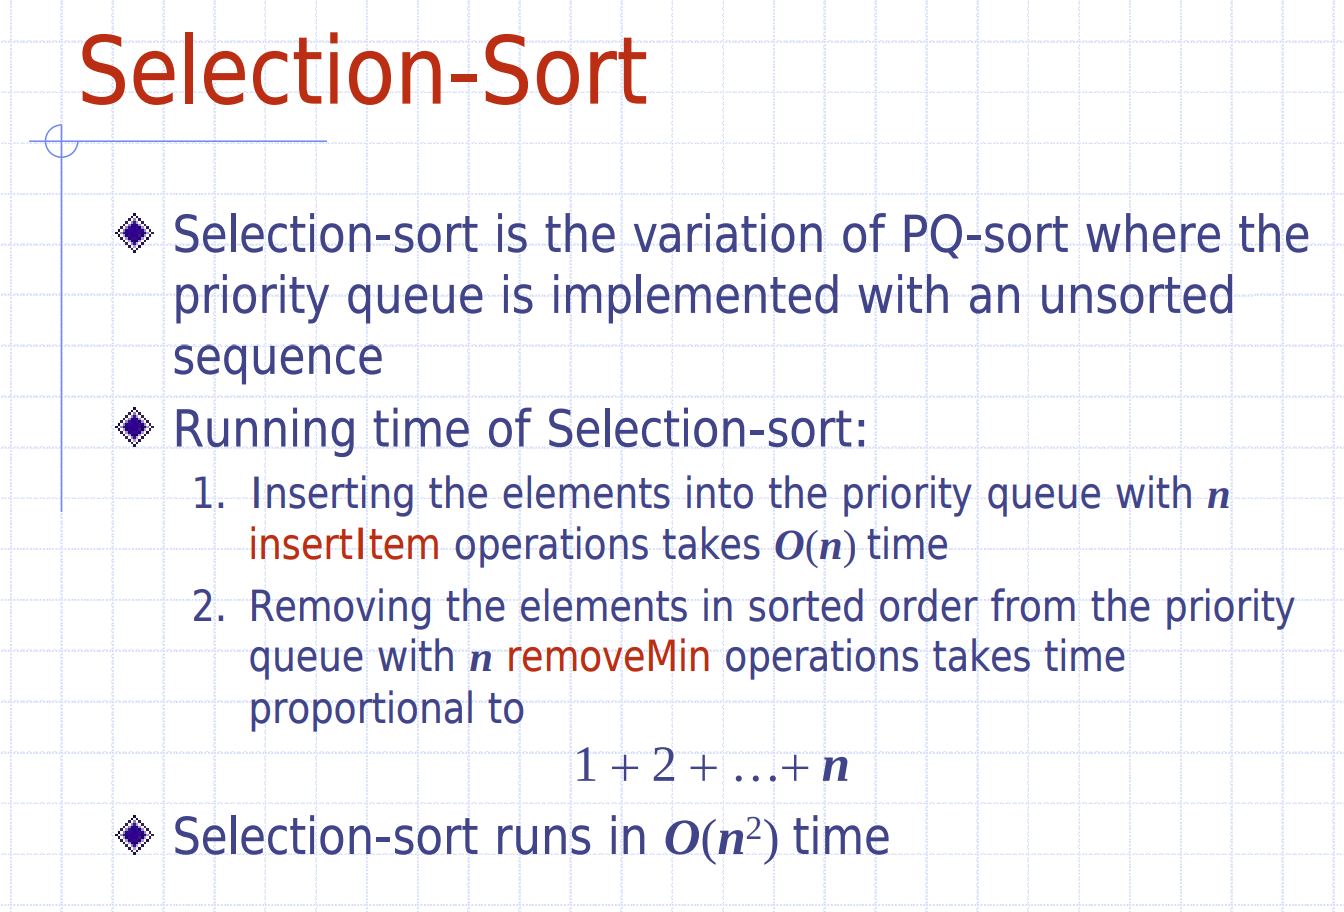 Selection-Sort
Selection-sort is the variation of PQ-sort where the
priority queue is implemented with an unsorted
sequence
Running time of Selection-sort:
1. Inserting the elements into the priority queue with n
insertItem operations takes O(n) time
2. Removing the elements in sorted order from the priority
queue with n removeMin operations takes time
proportional to
1 + 2 + …+ n
Selection-sort runs in O(n²) time